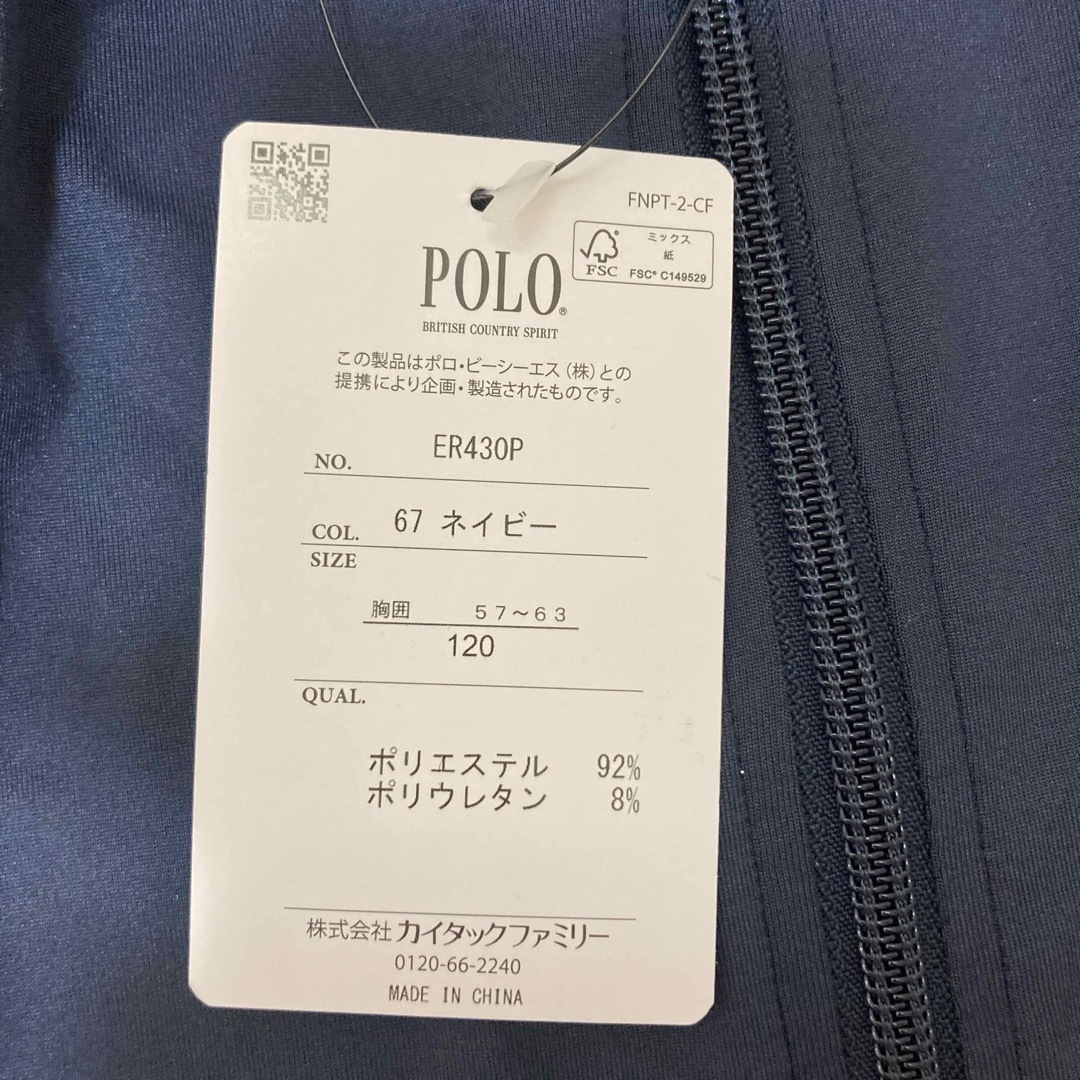 FNPT-2-CF
ミックス
紙
FSC
FSC® C149529
POLO®
BRITISH COUNTRY SPIRIT
この製品はポロ・ビーシーエス（株）との
提携により企画・製造されたものです。
NO. ER430P
COL. 67 ネイビー
SIZE
胸囲 57～63
120
QUAL.
ポリエステル 92%
ポリウレタン 8%
株式会社カイタックファミリー
0120-66-2240
MADE IN CHINA